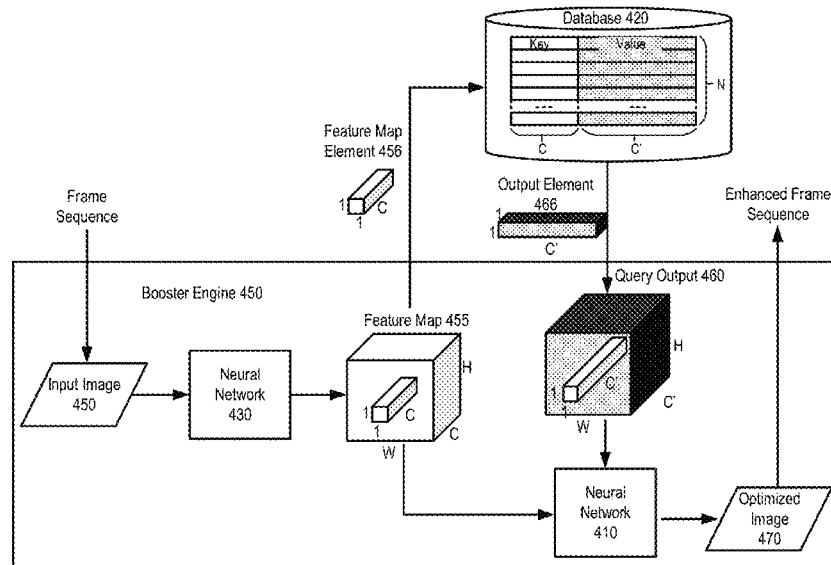 Database 420
Key
Value
---
---
N
C
C'
Feature Map
Element 456
1
1
C
Output Element
466
1
1
C'
Frame
Sequence
Enhanced Frame
Sequence
Booster Engine 450
Query Output 460
Feature Map 455
Input Image
450
Neural
Network
430
H
1
1
C
W
C
H
1
1
C'
W
C'
Neural
Network
410
Optimized
Image
470